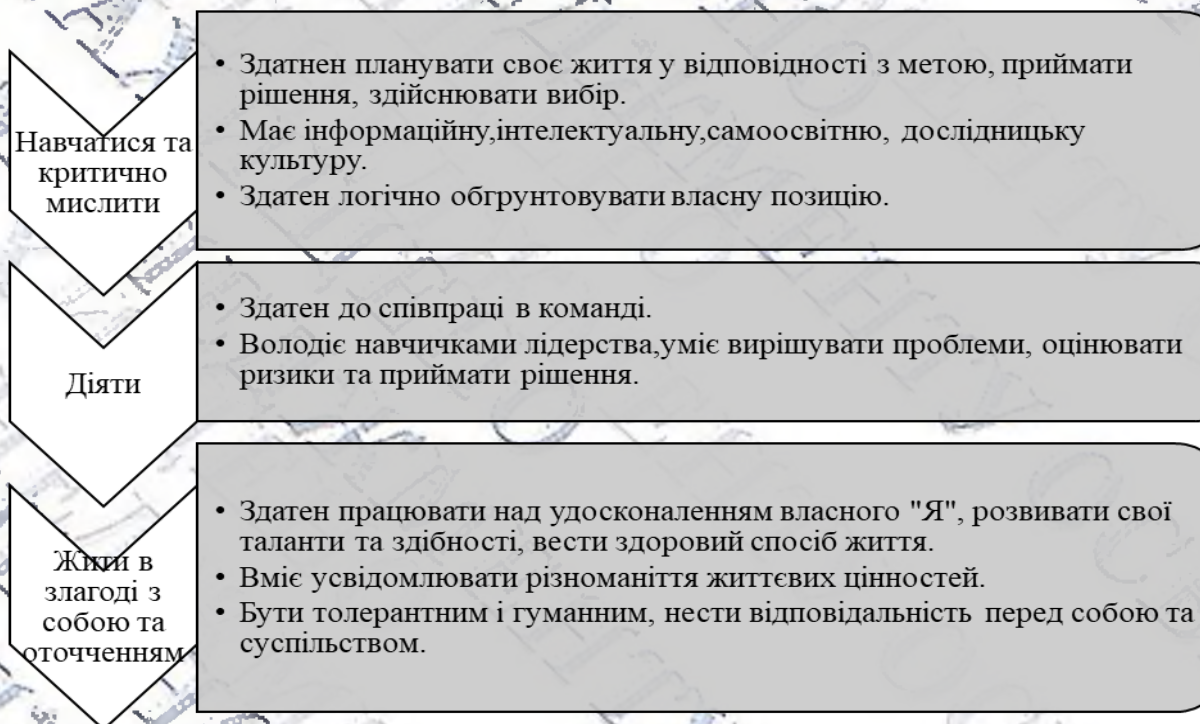 Навчатися та
критично
мислити
• Здатнен планувати своє життя у відповідності з метою, приймати
рішення, здійснювати вибір.
• Має інформаційну,інтелектуальну,самоосвітню, дослідницьку
культуру.
• Здатен логічно обгрунтовувати власну позицію.
Діяти
• Здатен до співпраці в команді.
• Володіє навчичками лідерства,уміє вирішувати проблеми, оцінювати
ризики та приймати рішення.
Жити в
злагоді з
собою та
оточченням
• Здатен працювати над удосконаленням власного "Я", розвивати свої
таланти та здібності, вести здоровий спосіб життя.
• Вміє усвідомлювати різноманіття життєвих цінностей.
• Бути толерантним і гуманним, нести відповідальність перед собою та
суспільством.